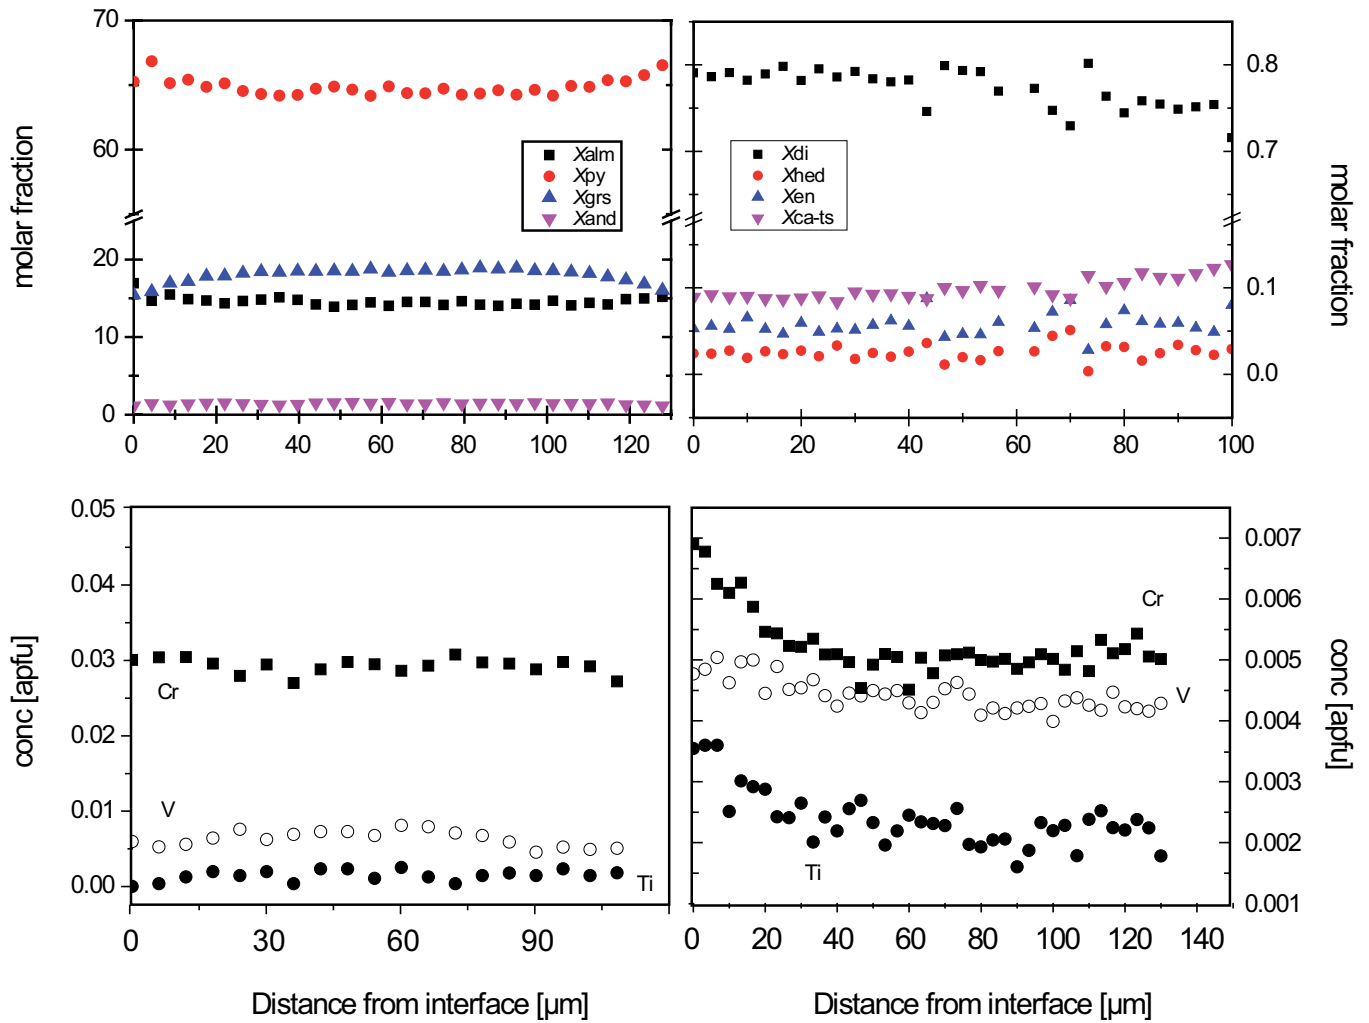 70
60
20
10
0
molar fraction
Xalm
Xpy
Xgrs
Xand
0 20 40 60 80 100 120
0.8
0.7
0.1
0.0
molar fraction
Xdi
Xhed
Xen
Xca-ts
0 20 40 60 80 100
0.05
0.04
0.03
0.02
0.01
0.00
conc [apfu]
Cr
V
Ti
0 30 60 90
Distance from interface [µm]
0.007
0.006
0.005
0.004
0.003
0.002
0.001
conc [apfu]
Cr
V
Ti
0 20 40 60 80 100 120 140
Distance from interface [µm]